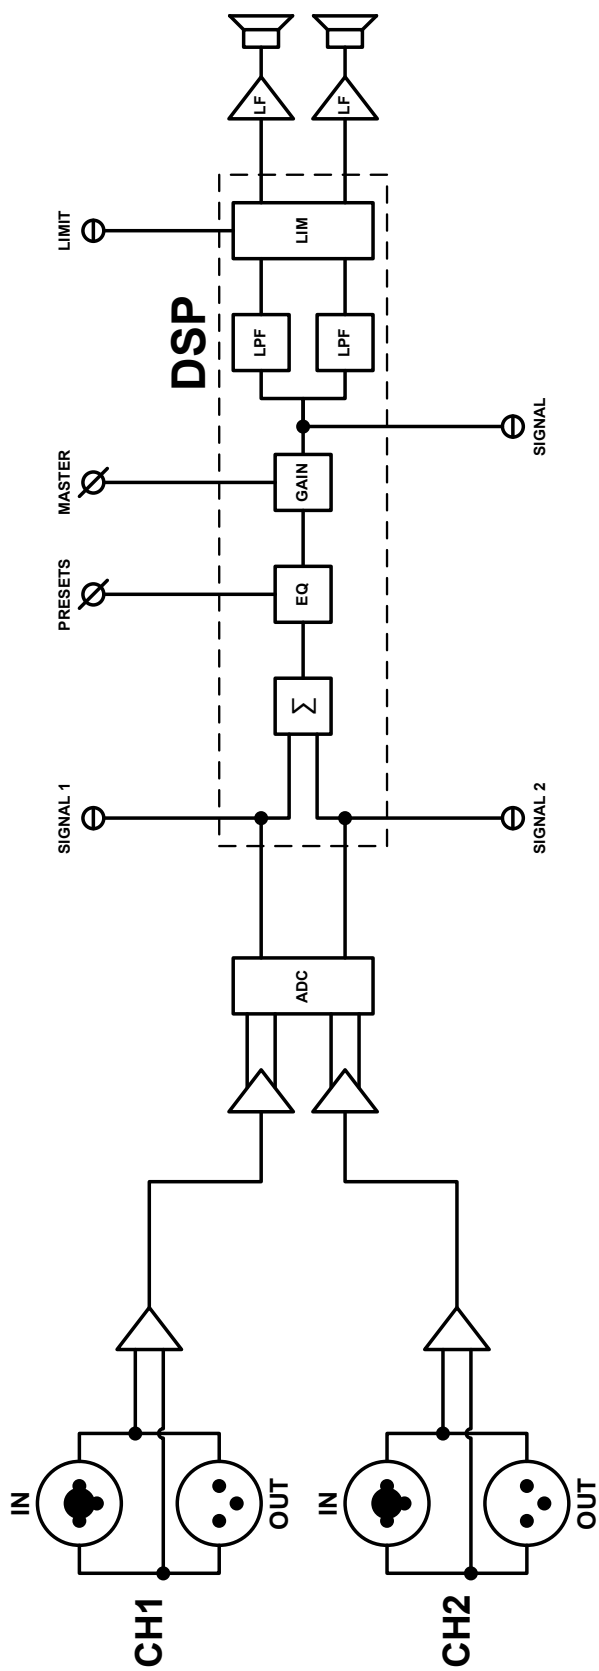 CH1
IN
OUT
CH2
IN
OUT
ADC
SIGNAL 1
SIGNAL 2
Σ
PRESETS
EQ
MASTER
GAIN
SIGNAL
DSP
LPF
LPF
LIMIT
LIM
LF
LF